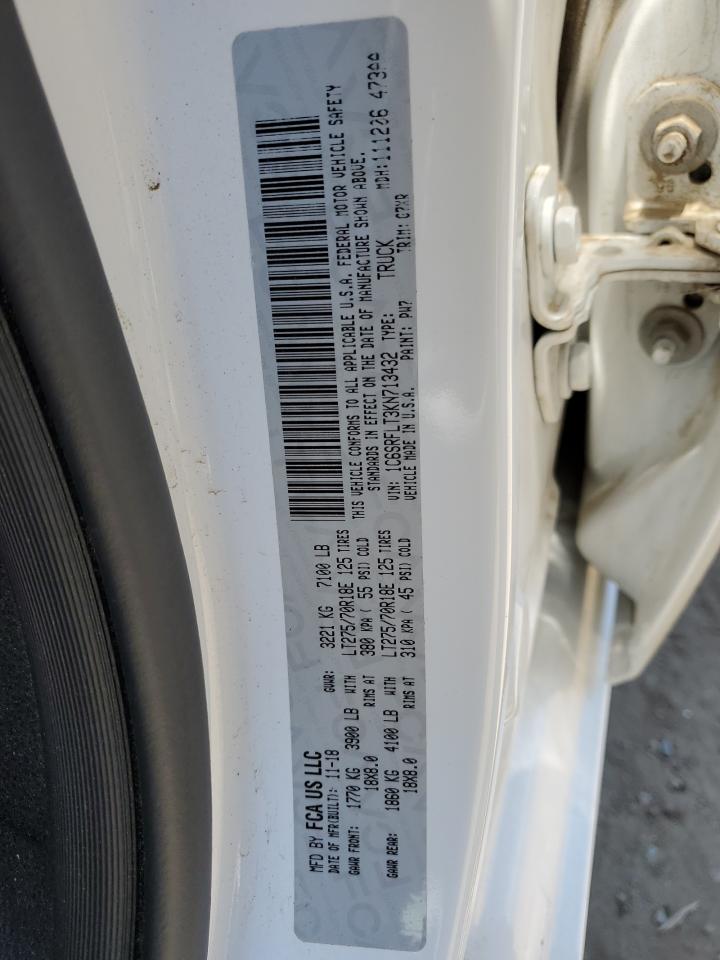 MFD BY FCA US LLC
DATE OF MFR(BUILT): 11-18 GVWR: 3221 KG 7100 LB
GAWR FRONT: 1770 KG 3900 LB WITH LT275/70R18E 125 TIRES
18X8.0 RIMS AT 380 KPA ( 55 PSI) COLD
GAWR REAR: 1860 KG 4100 LB WITH LT275/70R18E 125 TIRES
18X8.0 RIMS AT 310 KPA ( 45 PSI) COLD
THIS VEHICLE CONFORMS TO ALL APPLICABLE U.S.A. FEDERAL MOTOR VEHICLE SAFETY
STANDARDS IN EFFECT ON THE DATE OF MANUFACTURE SHOWN ABOVE.
MDH: 111206
VIN: 1C6SRFLT3KN713432 TYPE: TRUCK
VEHICLE MADE IN U.S.A. PAINT: PW7 TRIM: